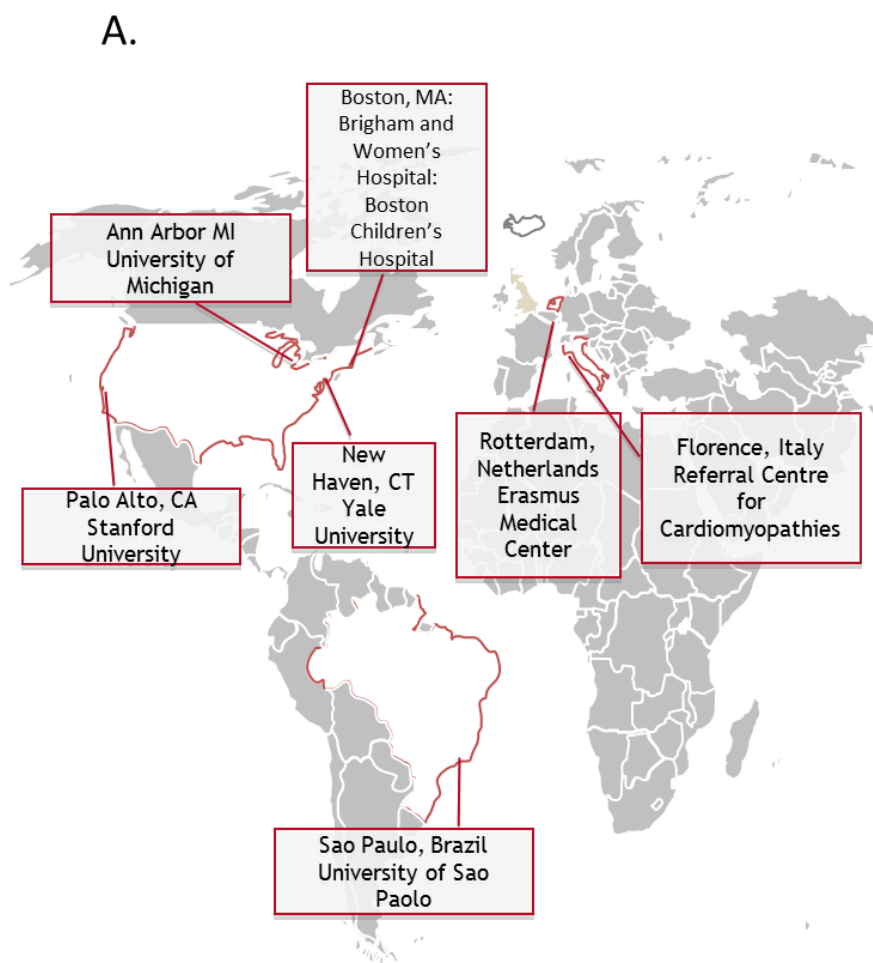 A.
Boston, MA:
Brigham and
Women's
Hospital:
Boston
Children's
Hospital
Ann Arbor MI
University of
Michigan
Palo Alto, CA
Stanford
University
New
Haven, CT
Yale
University
Rotterdam,
Netherlands
Erasmus
Medical
Center
Florence, Italy
Referral Centre
for
Cardiomyopathies
Sao Paulo, Brazil
University of Sao
Paolo